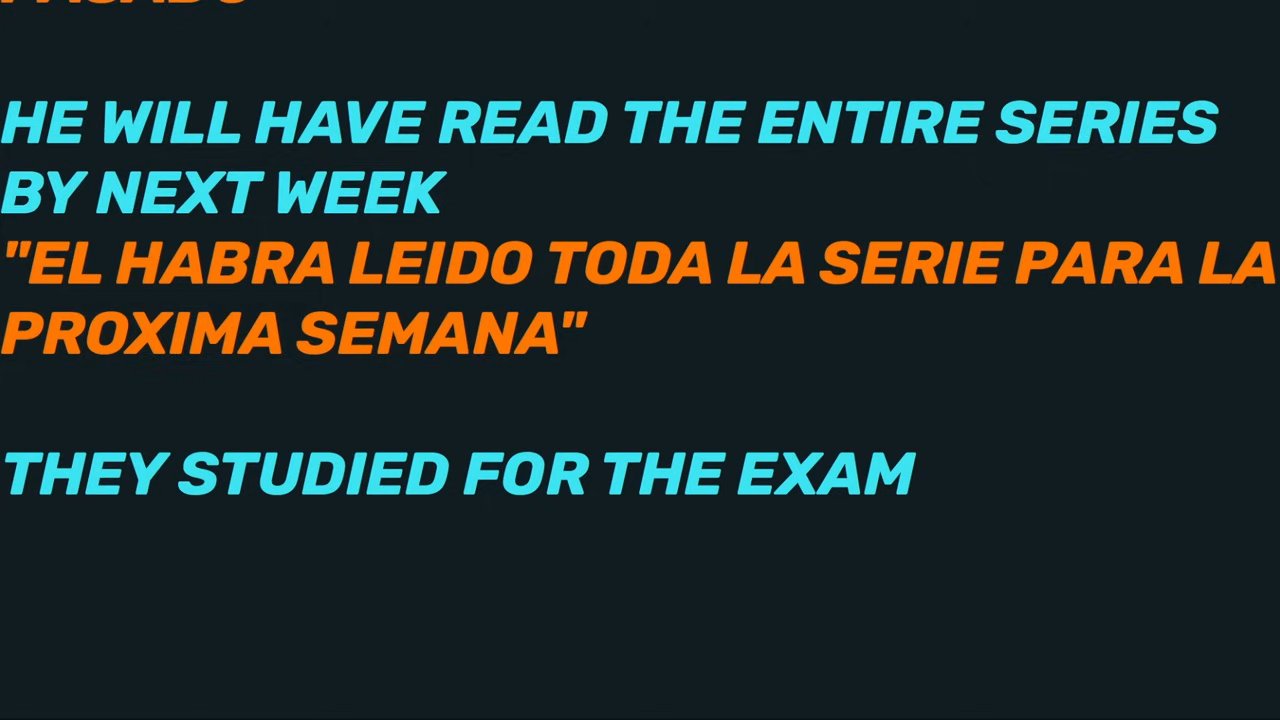 HE WILL HAVE READ THE ENTIRE SERIES
BY NEXT WEEK
"EL HABRA LEIDO TODA LA SERIE PARA LA
PROXIMA SEMANA"
THEY STUDIED FOR THE EXAM